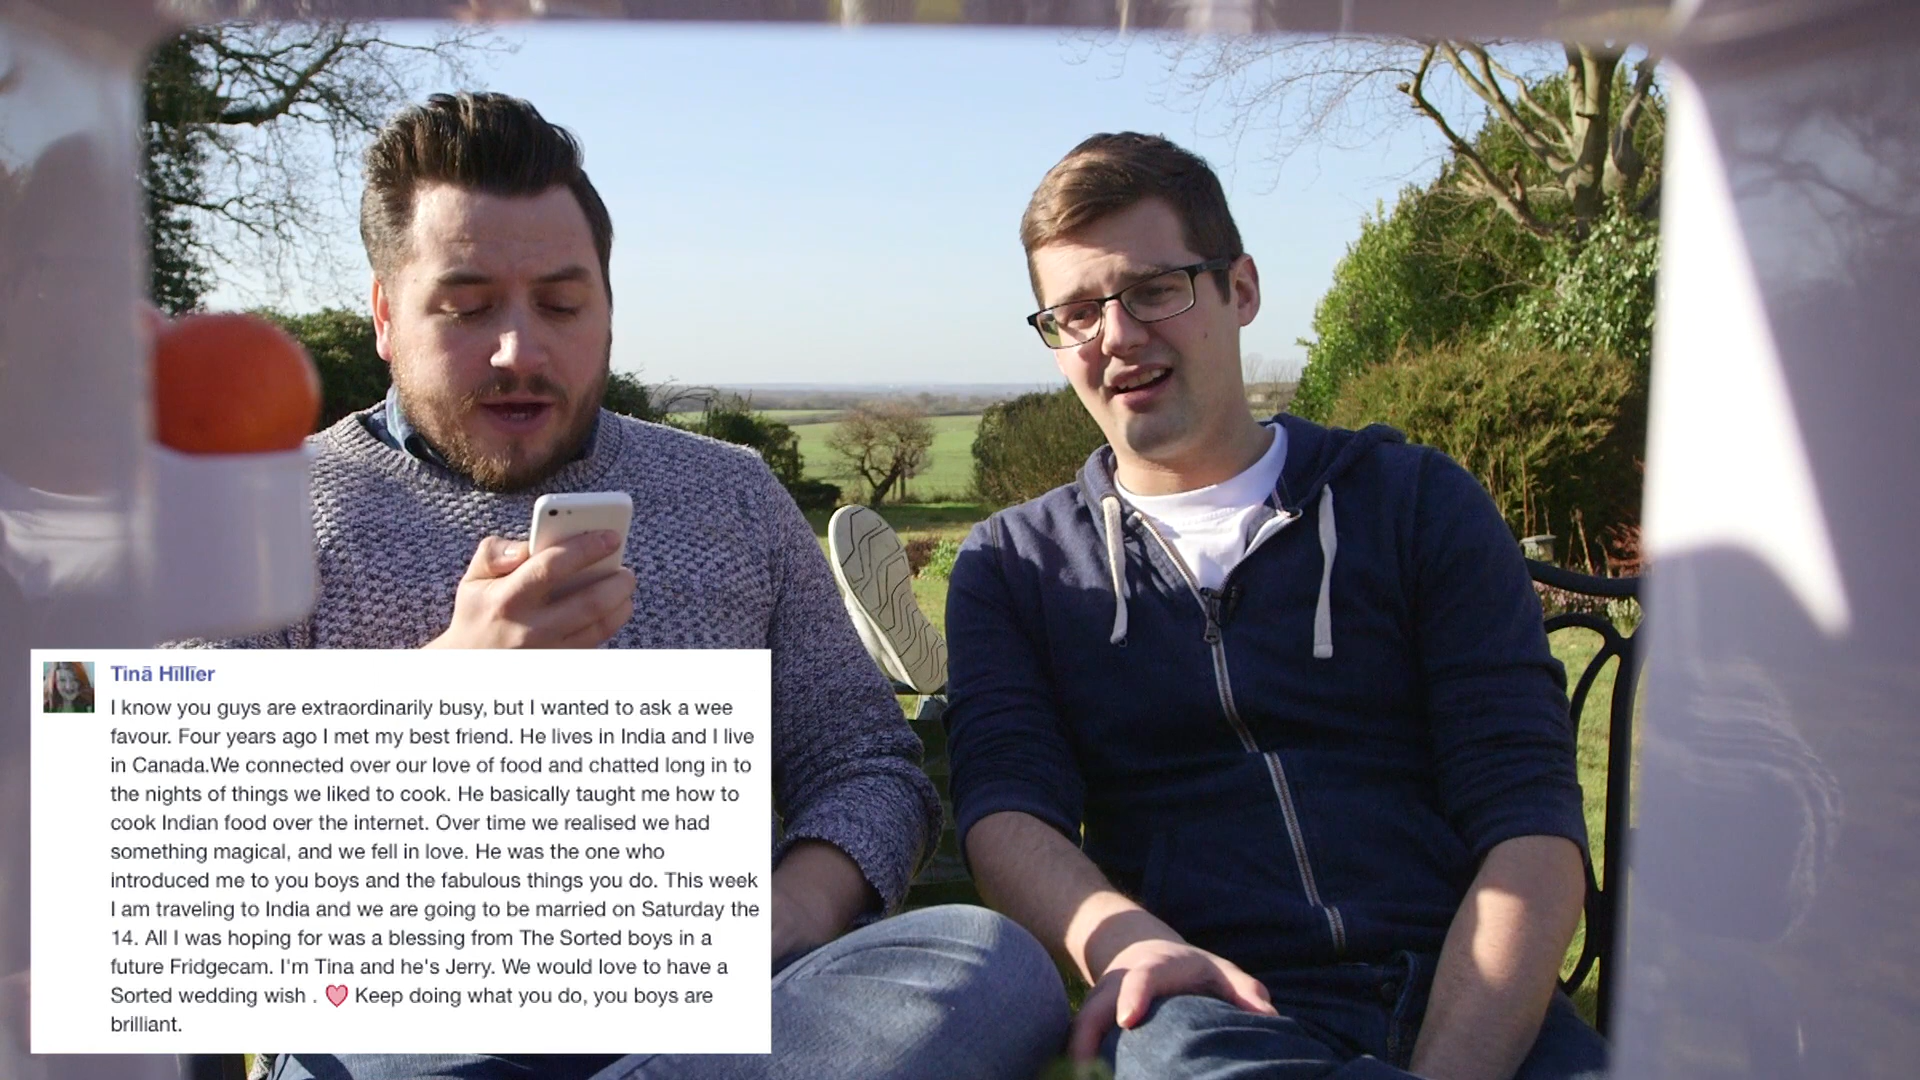 Tinā Hīllīer
I know you guys are extraordinarily busy, but I wanted to ask a wee
favour. Four years ago I met my best friend. He lives in India and I live
in Canada.We connected over our love of food and chatted long in to
the nights of things we liked to cook. He basically taught me how to
cook Indian food over the internet. Over time we realised we had
something magical, and we fell in love. He was the one who
introduced me to you boys and the fabulous things you do. This week
I am traveling to India and we are going to be married on Saturday the
14. All I was hoping for was a blessing from The Sorted boys in a
future Fridgecam. I'm Tina and he's Jerry. We would love to have a
Sorted wedding wish . 💗 Keep doing what you do, you boys are
brilliant.